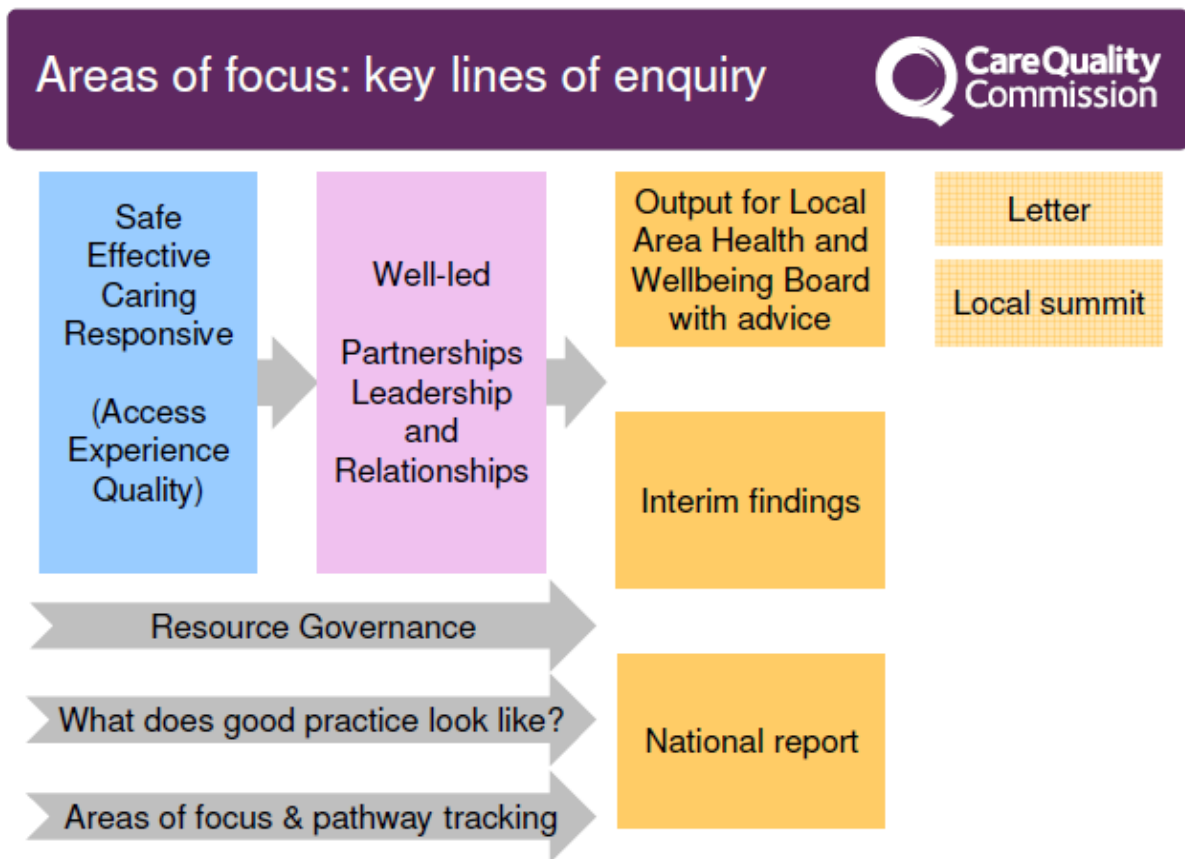 Areas of focus: key lines of enquiry
CareQuality
Commission
Safe
Effective
Caring
Responsive
(Access
Experience
Quality)
Well-led
Partnerships
Leadership
and
Relationships
Output for Local
Area Health and
Wellbeing Board
with advice
Letter
Local summit
Interim findings
National report
Resource Governance
What does good practice look like?
Areas of focus & pathway tracking